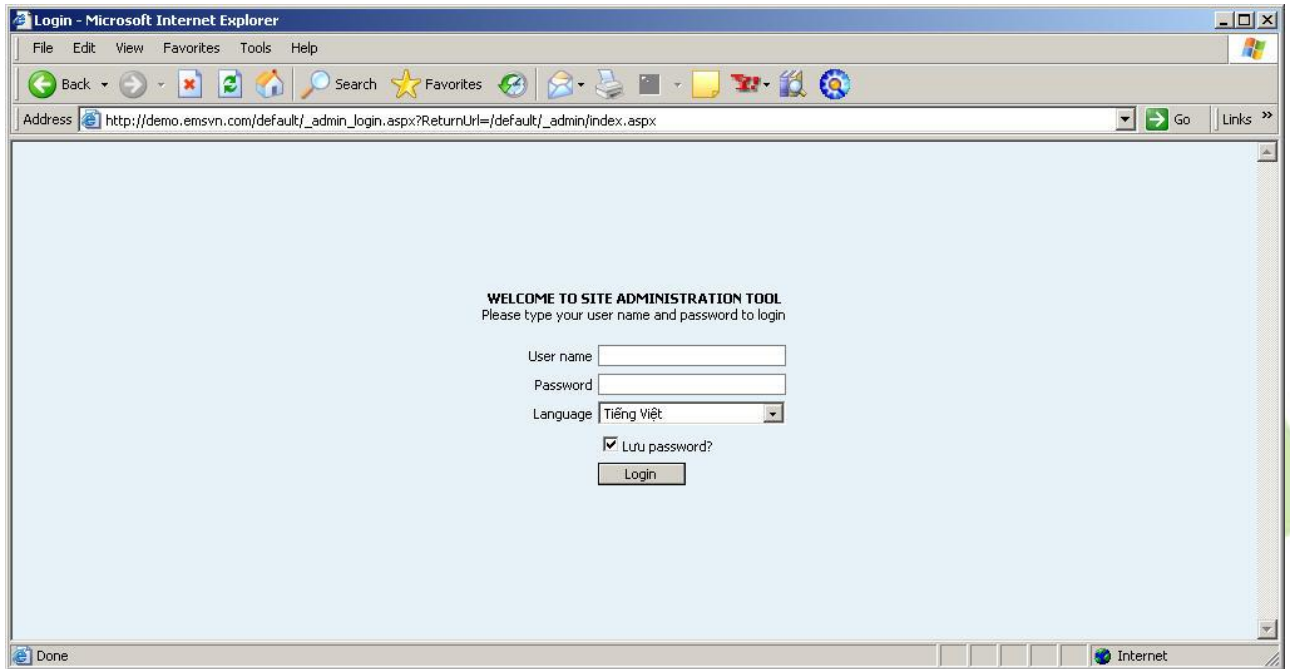 Login - Microsoft Internet Explorer
File Edit View Favorites Tools Help
Back Search Favorites
Address http://demo.emsvn.com/default/_admin_login.aspx?ReturnUrl=/default/_admin/index.aspx Go Links »
WELCOME TO SITE ADMINISTRATION TOOL
Please type your user name and password to login
User name
Password
Language Tiếng Việt
Lưu password?
Login
Done Internet